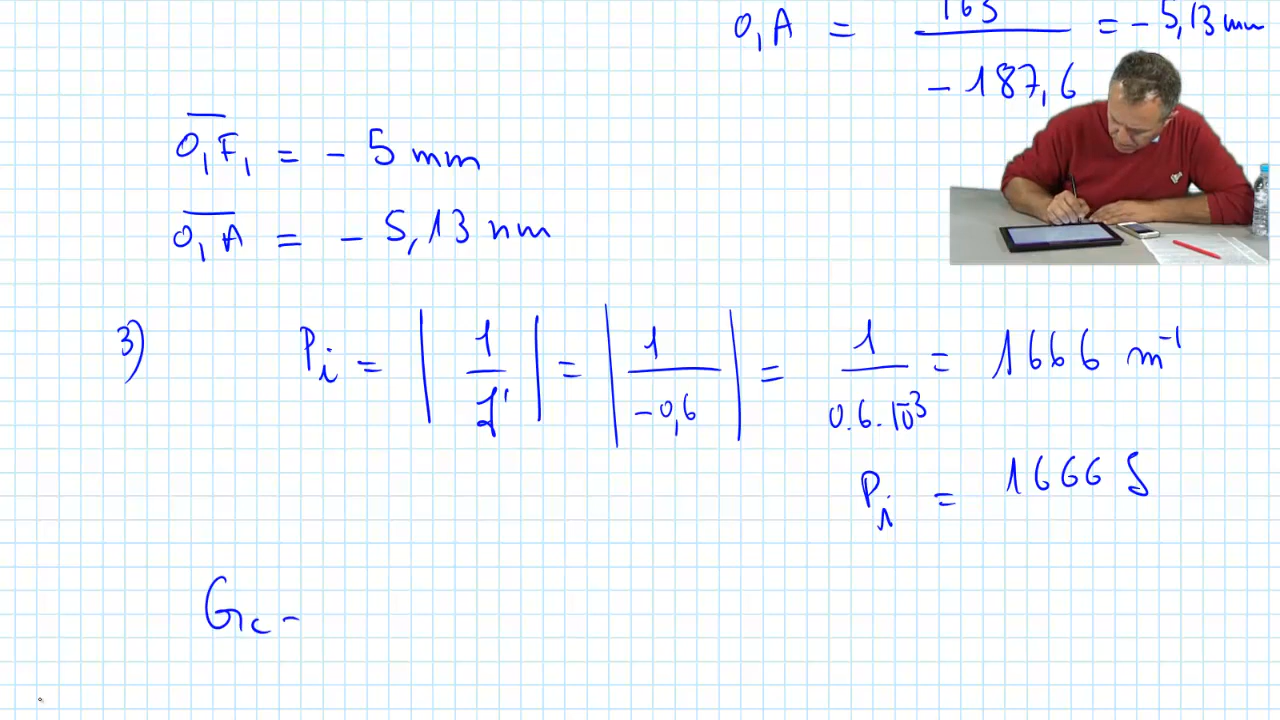 O₁A = 163 / -187,6 = - 5,13 mm
O₁F₁ = - 5 mm
O₁A = - 5,13 mm
3) Pi = | 1 / f' | = | 1 / -0,6 | = 1 / 0.6.10⁻³ = 1666 m⁻¹
Pi = 1666 δ
Gc -